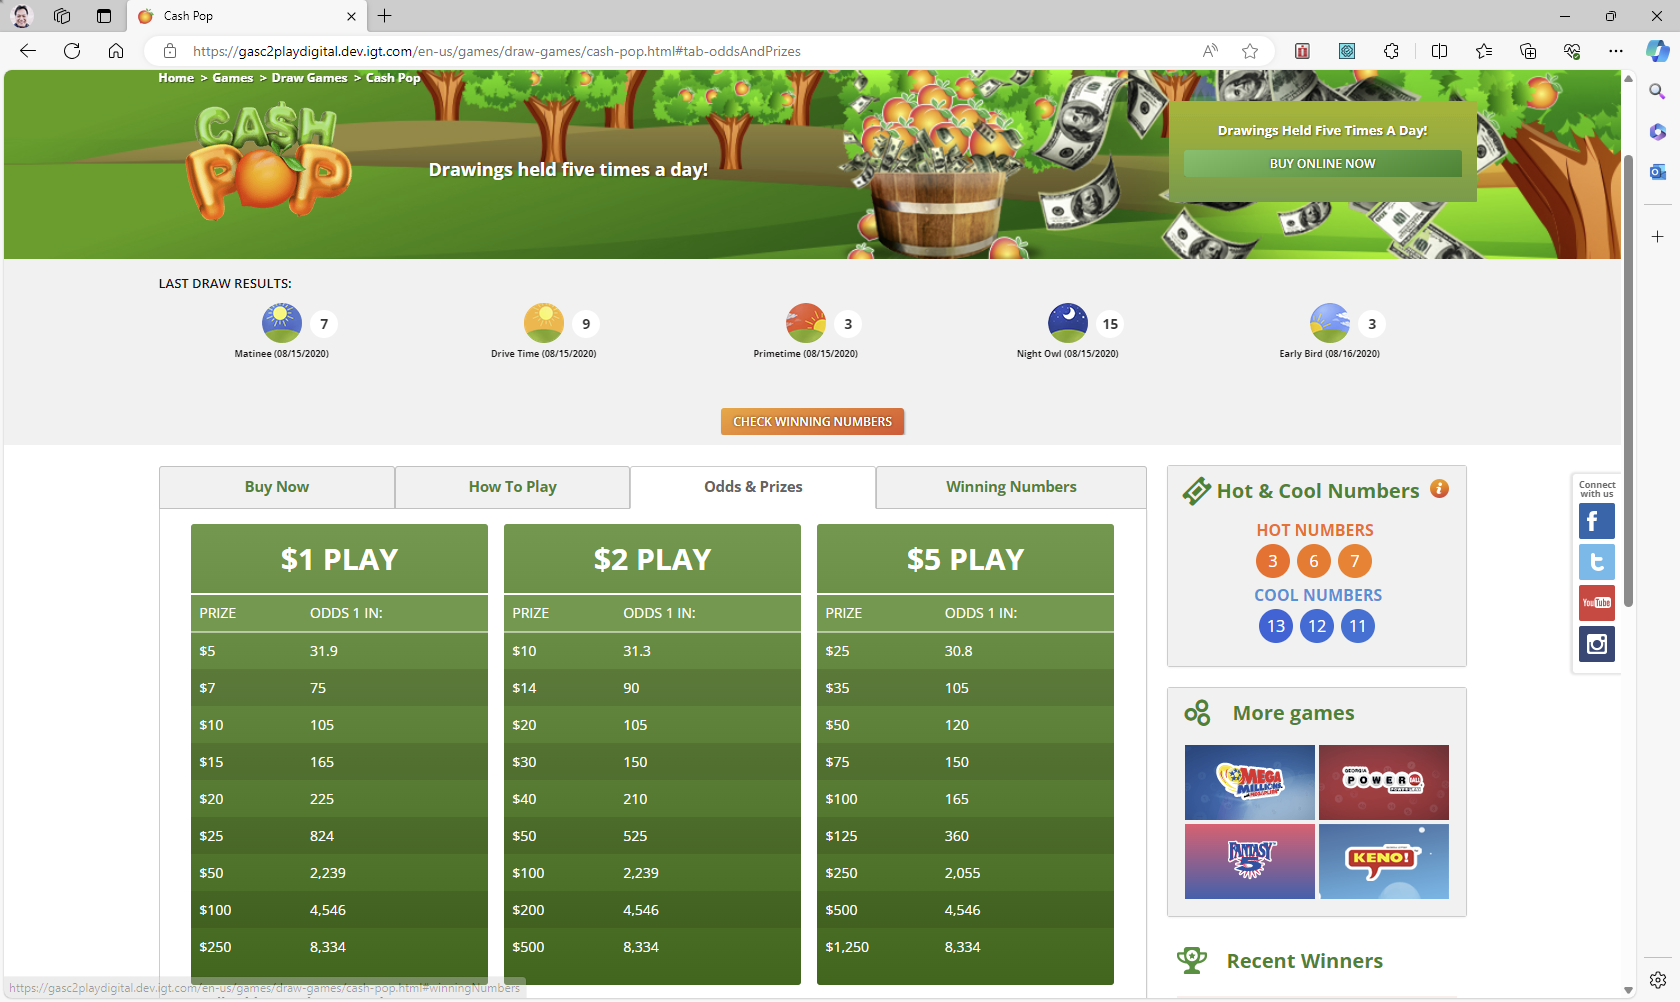 Cash Pop
https://gasc2playdigital.dev.igt.com/en-us/games/draw-games/cash-pop.html#tab-oddsAndPrizes
Home > Games > Draw Games > Cash Pop
CA$H
POP
Drawings held five times a day!
Drawings Held Five Times A Day!
BUY ONLINE NOW
LAST DRAW RESULTS:
7 9 3 15 3
Matinee (08/15/2020) Drive Time (08/15/2020) Primetime (08/15/2020) Night Owl (08/15/2020) Early Bird (08/16/2020)
CHECK WINNING NUMBERS
Buy Now How To Play Odds & Prizes Winning Numbers
$1 PLAY
PRIZE ODDS 1 IN:
$5 31.9
$7 75
$10 105
$15 165
$20 225
$25 824
$50 2,239
$100 4,546
$250 8,334
$2 PLAY
PRIZE ODDS 1 IN:
$10 31.3
$14 90
$20 105
$30 150
$40 210
$50 525
$100 2,239
$200 4,546
$500 8,334
$5 PLAY
PRIZE ODDS 1 IN:
$25 30.8
$35 105
$50 120
$75 150
$100 165
$125 360
$250 2,055
$500 4,546
$1,250 8,334
Hot & Cool Numbers
HOT NUMBERS
3 6 7
COOL NUMBERS
13 12 11
More games
MEGA
MILLIONS
GEORGIA
POWERBALL
FANTASY
5
KENO!
Recent Winners
Connect
with us
YouTube
https://gasc2playdigital.dev.igt.com/en-us/games/draw-games/cash-pop.html#winningNumbers